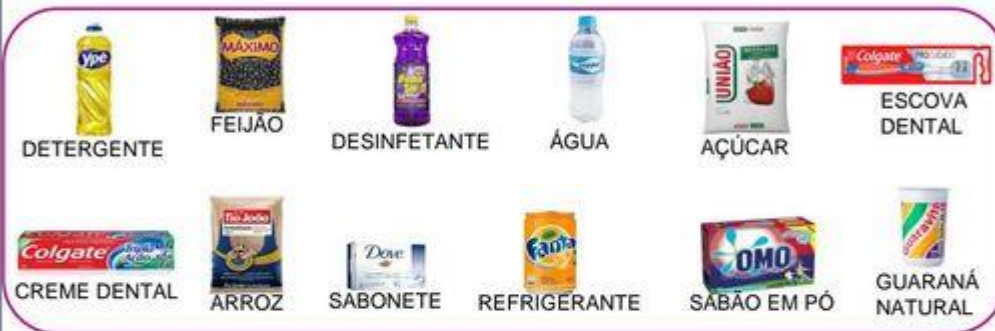 Ypê
DETERGENTE
MÁXIMO
FEIJÃO
DESINFETANTE
ÁGUA
UNIÃO
AÇÚCAR
Colgate
ESCOVA
DENTAL
Colgate
CREME DENTAL
Tio João
ARROZ
Dove
SABONETE
Fanta
REFRIGERANTE
OMO
SABÃO EM PÓ
guaravita
GUARANÁ
NATURAL